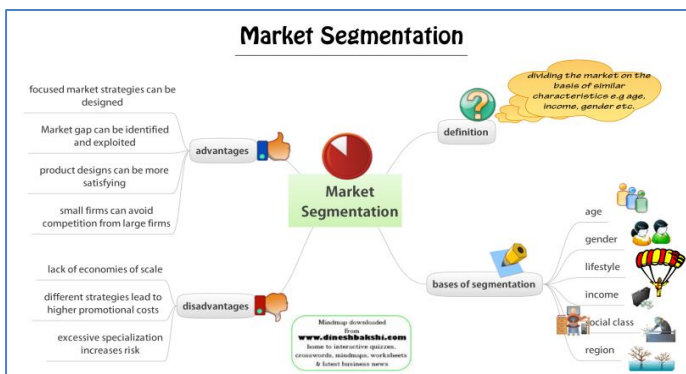 Market Segmentation
focused market strategies can be
designed
Market gap can be identified
and exploited
product designs can be more
satisfying
small firms can avoid
competition from large firms
advantages
lack of economies of scale
different strategies lead to
higher promotional costs
excessive specialization
increases risk
disadvantages
Market
Segmentation
dividing the market on the
basis of similar
characteristics e.g age,
income, gender etc.
definition
bases of segmentation
age
gender
lifestyle
income
social class
region
Mindmap downloaded
from
www.dineshbakshi.com
home to interactive quizzes,
crosswords, mindmaps, worksheets
& latest business news